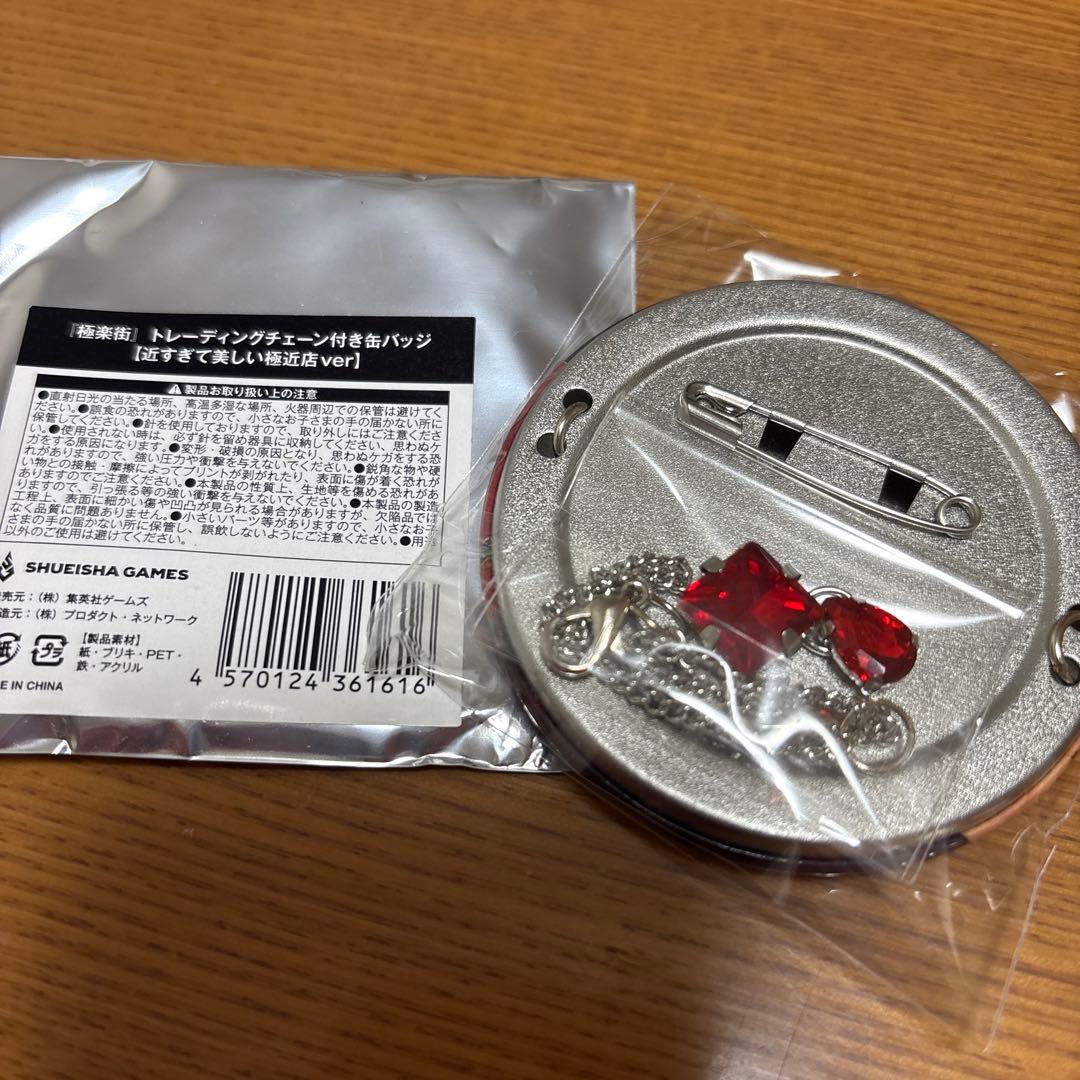 『極楽街』 トレーディングチェーン付き缶バッジ
【近すぎて美しい極近店ver】
⚠製品お取り扱い上の注意
●直射日光の当たる場所、高温多湿な場所、火器周辺での保管は避けてく
ださい。●誤食の恐れがありますので、小さなお子さまの手の届かない所に
保管してください。●針を使用しておりますので、取り外しにはご注意くださ
い。●使用されない時は、必ず針を留め器具に収納してください。思わぬケ
ガをする原因になります。●変形・破損の原因となり、思わぬケガをする恐
れがありますので、強い圧力や衝撃を与えないでください。●鋭角な物や硬
い物との接触・摩擦によってプリントが剥がれたり、表面に傷が着く恐れが
ありますのでご注意ください。●本製品の性質上、生地等を傷める恐れがあ
りますので、引っ張る等の強い衝撃を与えないでください。●本製品の製造
工程上、表面に細かい傷や凹凸が見られる場合がありますが、欠陥品では
なく品質に問題ありません。●小さいパーツ等がありますので、小さなお子
さまの手の届かない所に保管し、誤飲しないようにご注意ください。●用途
以外のご使用は避けてください。
SHUEISHA GAMES
売元：（株）集英社ゲームズ
造元：（株）プロダクト・ネットワーク
紙 プラ
【製品素材】
紙・ブリキ・PET・
鉄・アクリル
E IN CHINA
4 570124 361616